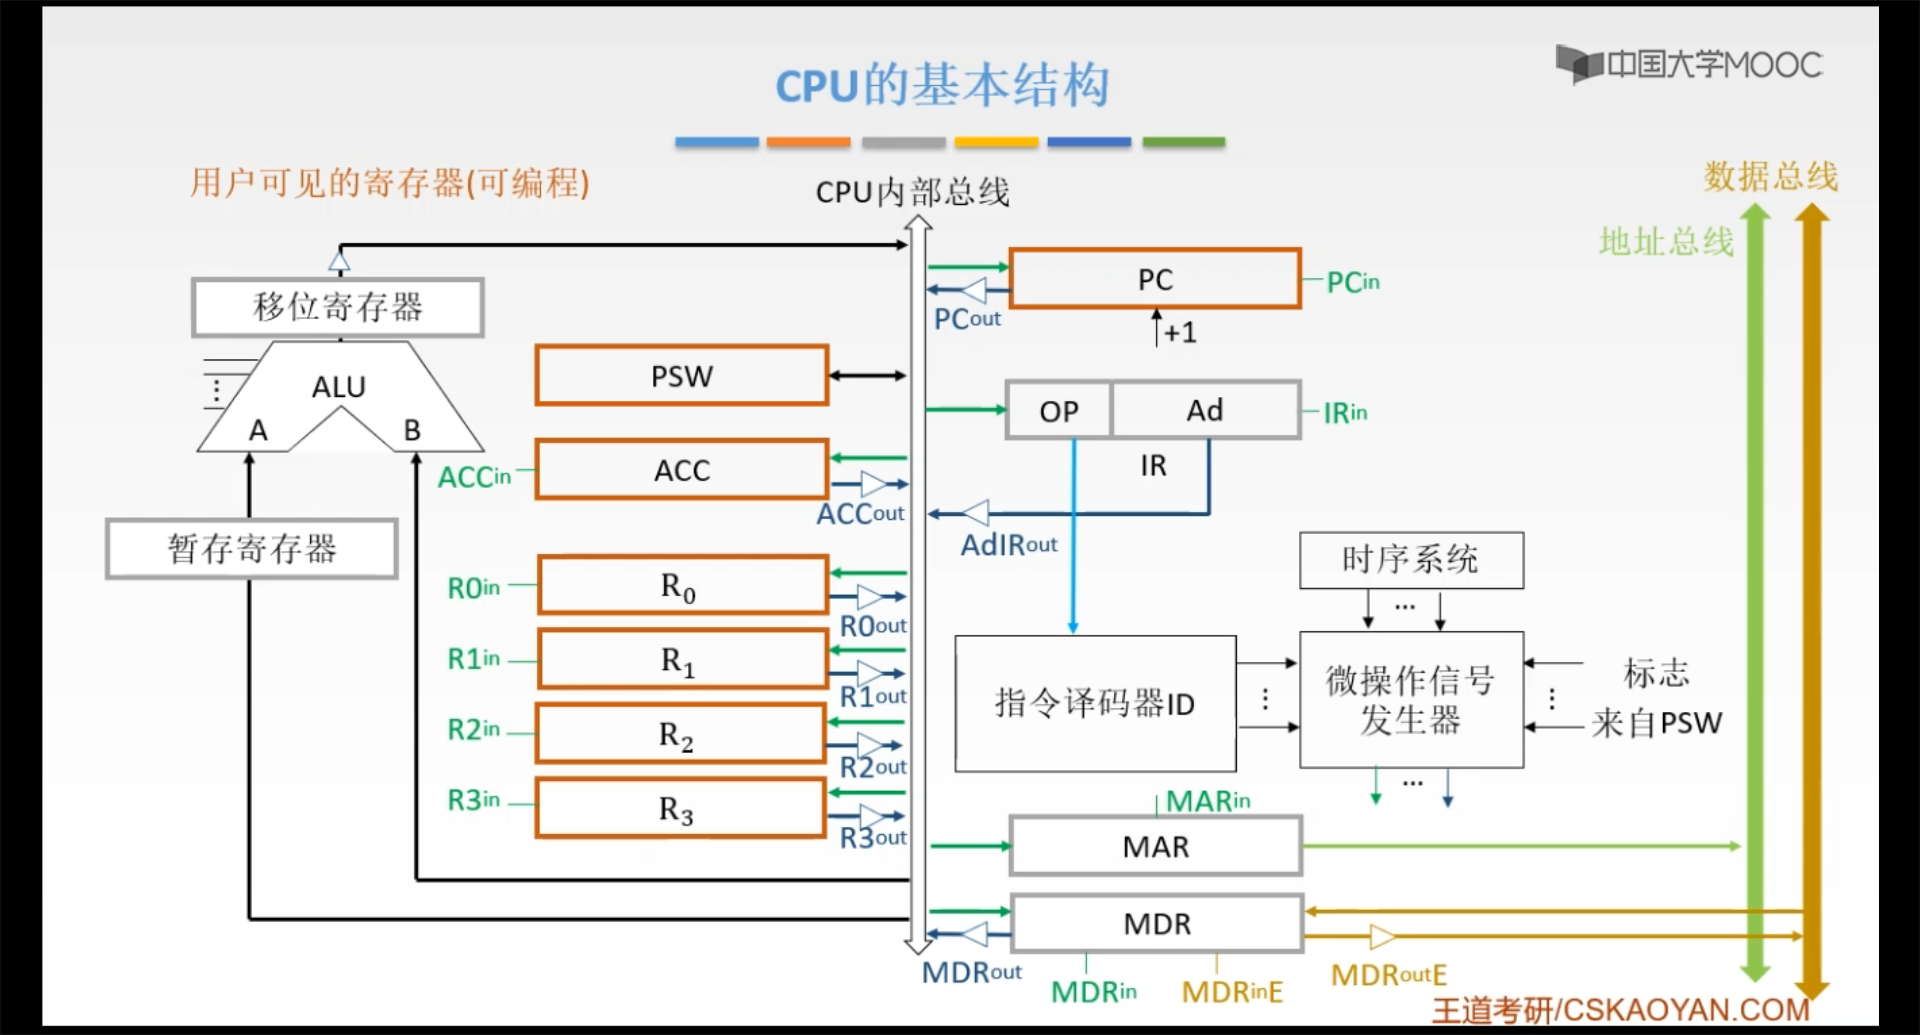 中国大学MOOC
CPU的基本结构
用户可见的寄存器(可编程)
CPU内部总线
数据总线
地址总线
移位寄存器
ALU
A
B
暂存寄存器
PSW
ACCin
ACC
ACCout
R0in
R₀
R0out
R1in
R₁
R1out
R2in
R₂
R2out
R3in
R₃
R3out
PC
PCin
PCout
+1
OP
Ad
IRin
IR
AdIRout
时序系统
...
指令译码器ID
⋮
微操作信号
发生器
标志
⋮
来自PSW
...
MARin
MAR
MDR
MDRout
MDRin
MDRinE
MDRoutE
王道考研/CSKAOYAN.COM